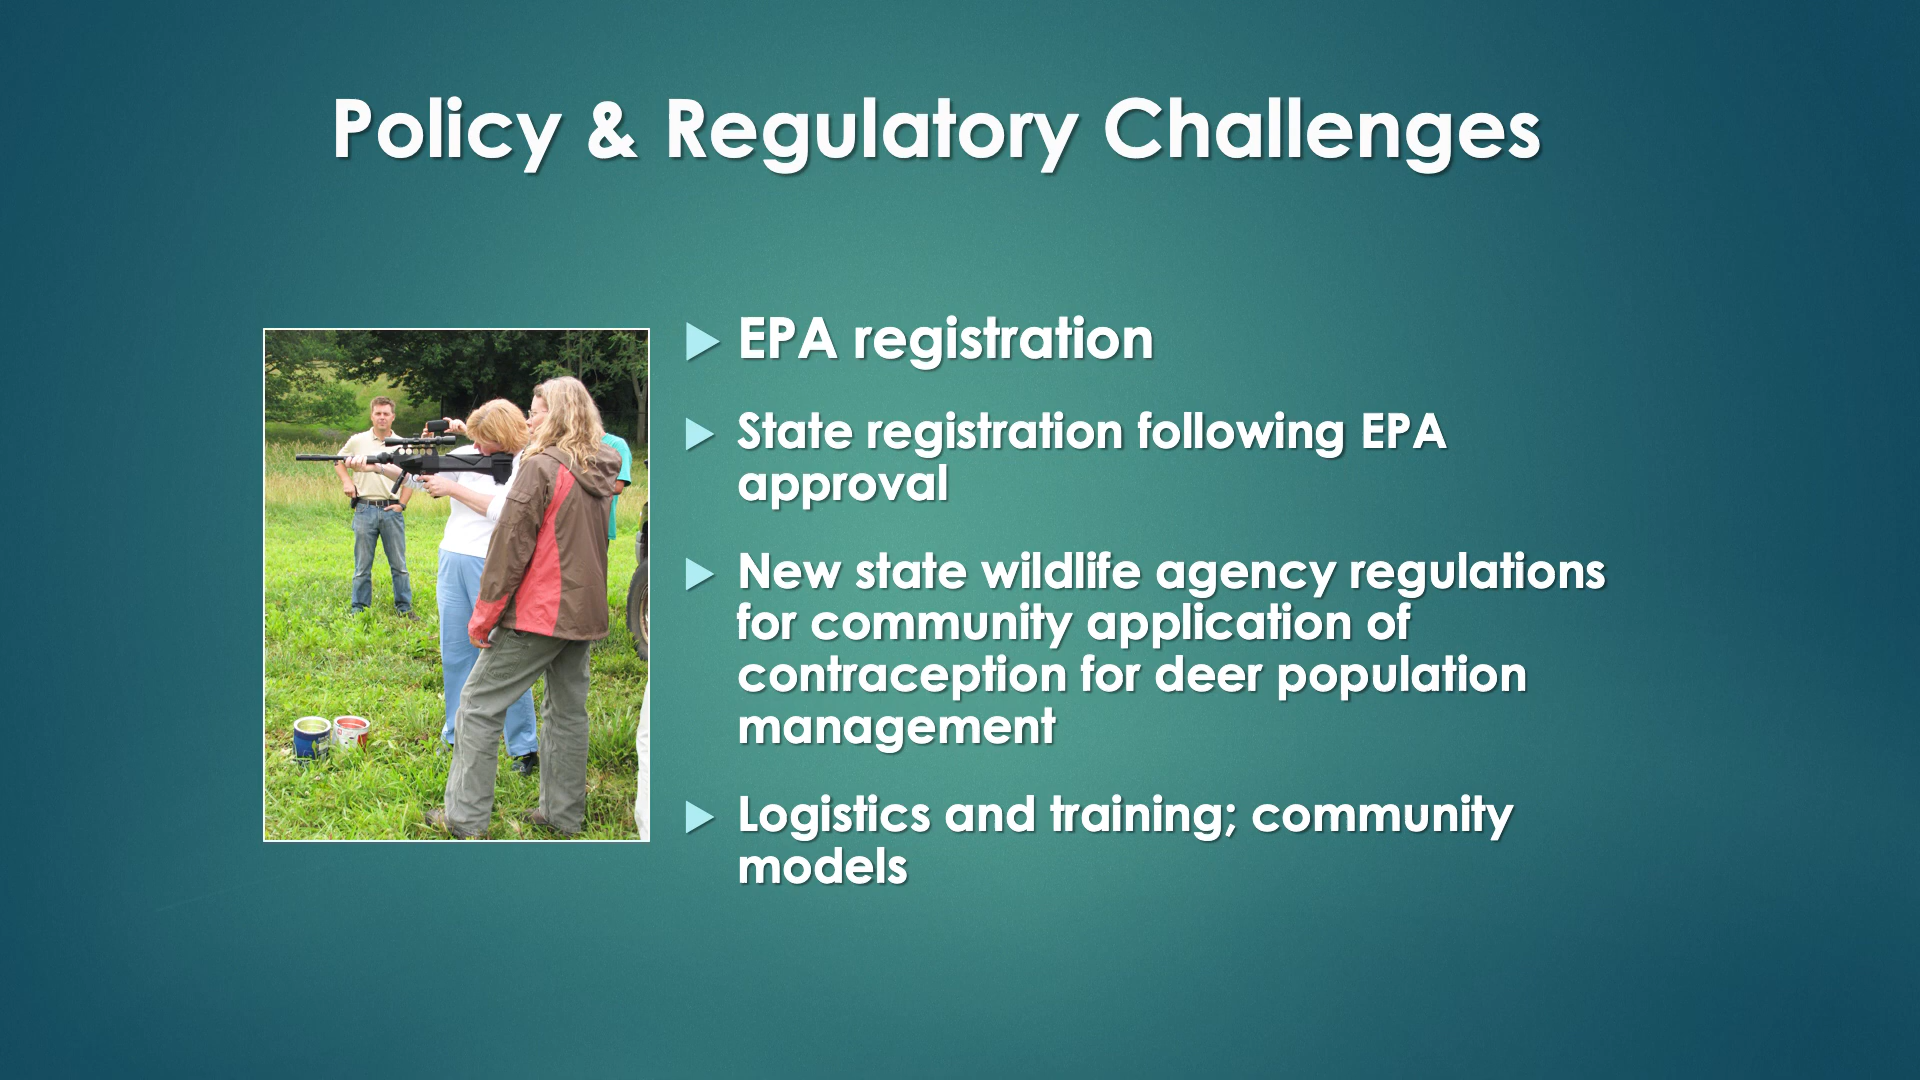 Policy & Regulatory Challenges
EPA registration
State registration following EPA
approval
New state wildlife agency regulations
for community application of
contraception for deer population
management
Logistics and training; community
models